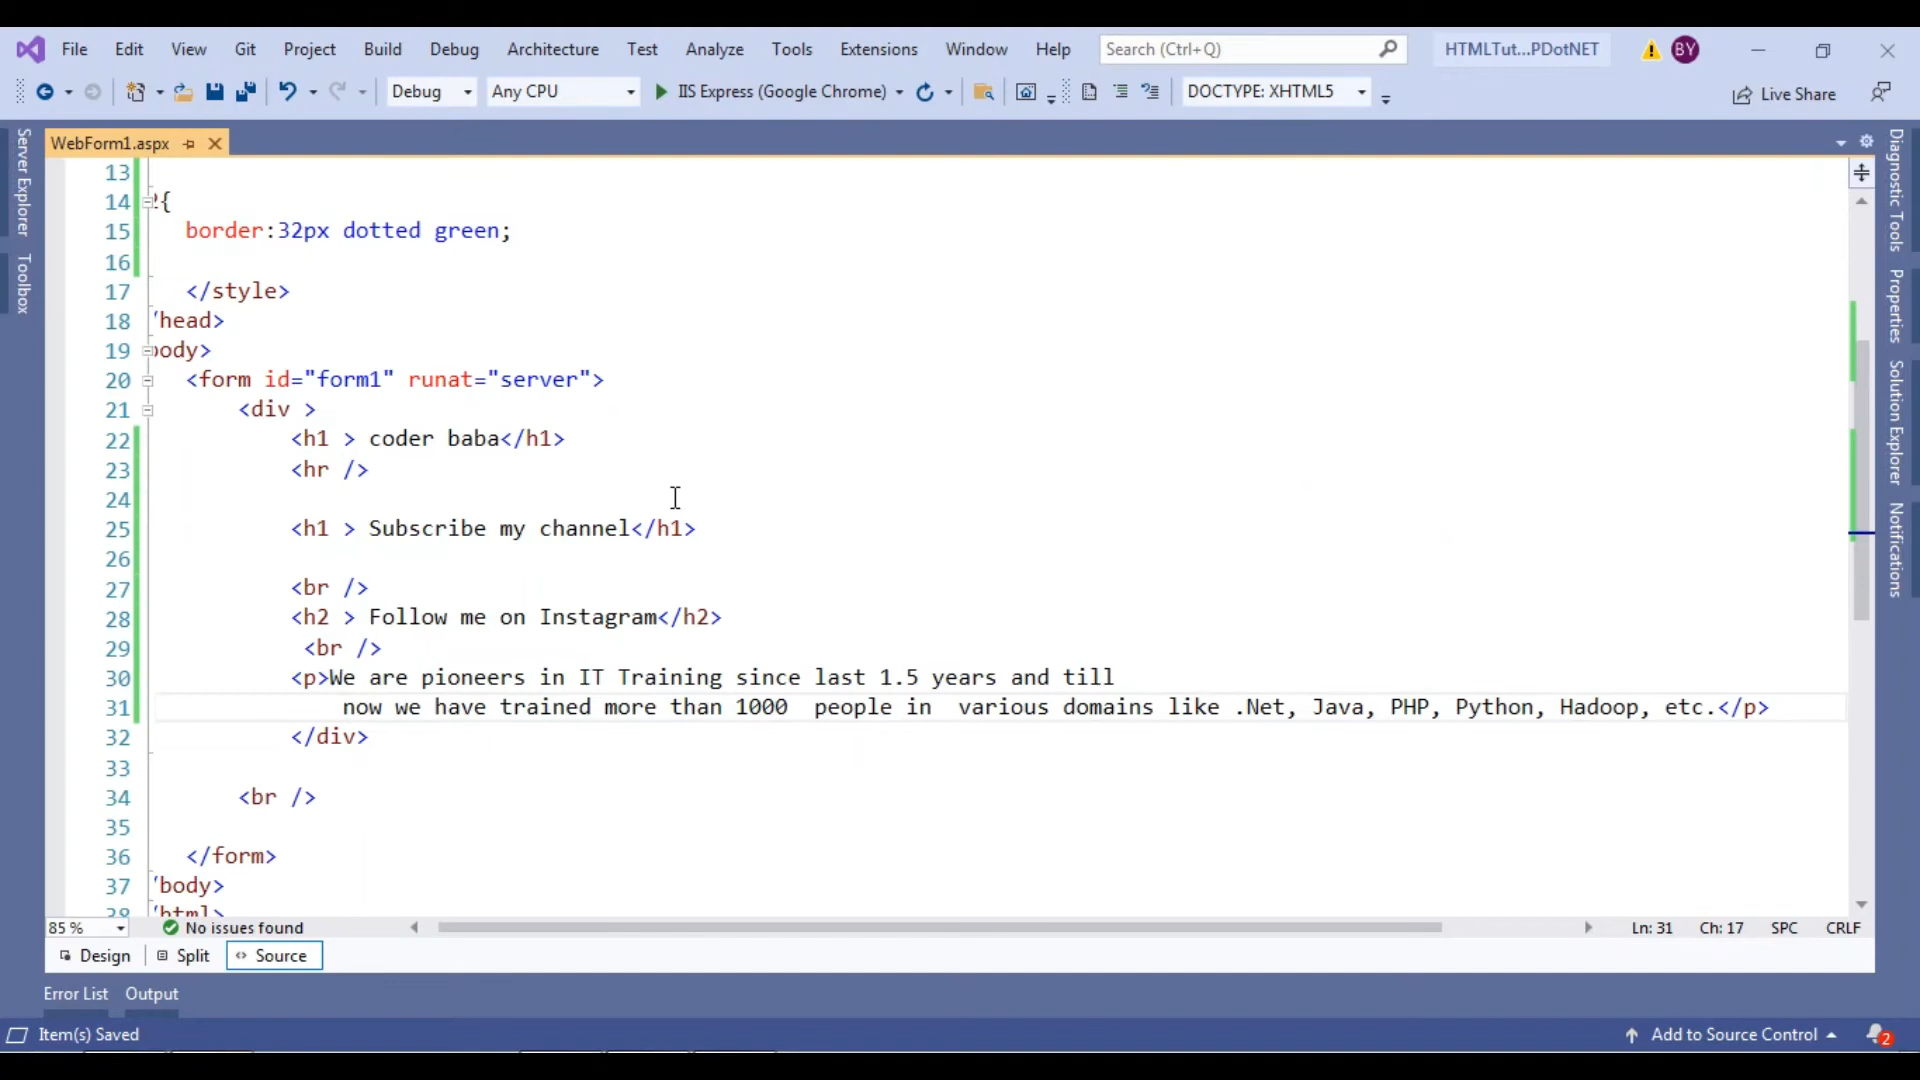 File Edit View Git Project Build Debug Architecture Test Analyze Tools Extensions Window Help Search (Ctrl+Q) HTMLTut...PDotNET BY
Debug Any CPU IIS Express (Google Chrome) DOCTYPE: XHTML5 Live Share
WebForm1.aspx
Server Explorer
Toolbox
13
14 {
15 border:32px dotted green;
16
17 </style>
18 /head>
19 body>
20 <form id="form1" runat="server">
21 <div >
22 <h1 > coder baba</h1>
23 <hr />
24
25 <h1 > Subscribe my channel</h1>
26
27 <br />
28 <h2 > Follow me on Instagram</h2>
29 <br />
30 <p>We are pioneers in IT Training since last 1.5 years and till
31 now we have trained more than 1000  people in  various domains like .Net, Java, PHP, Python, Hadoop, etc.</p>
32 </div>
33
34 <br />
35
36 </form>
37 /body>
38 /html>
Diagnostic Tools
Properties
Solution Explorer
Notifications
85 % No issues found Ln: 31 Ch: 17 SPC CRLF
Design Split Source
Error List Output
Item(s) Saved Add to Source Control 2